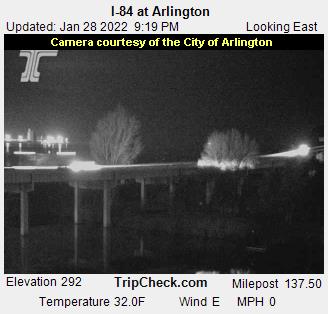 I-84 at Arlington
Updated: Jan 28 2022 9:19 PM Looking East
Camera courtesy of the City of Arlington
Elevation 292 TripCheck.com Milepost 137.50
Temperature 32.0F Wind E MPH 0